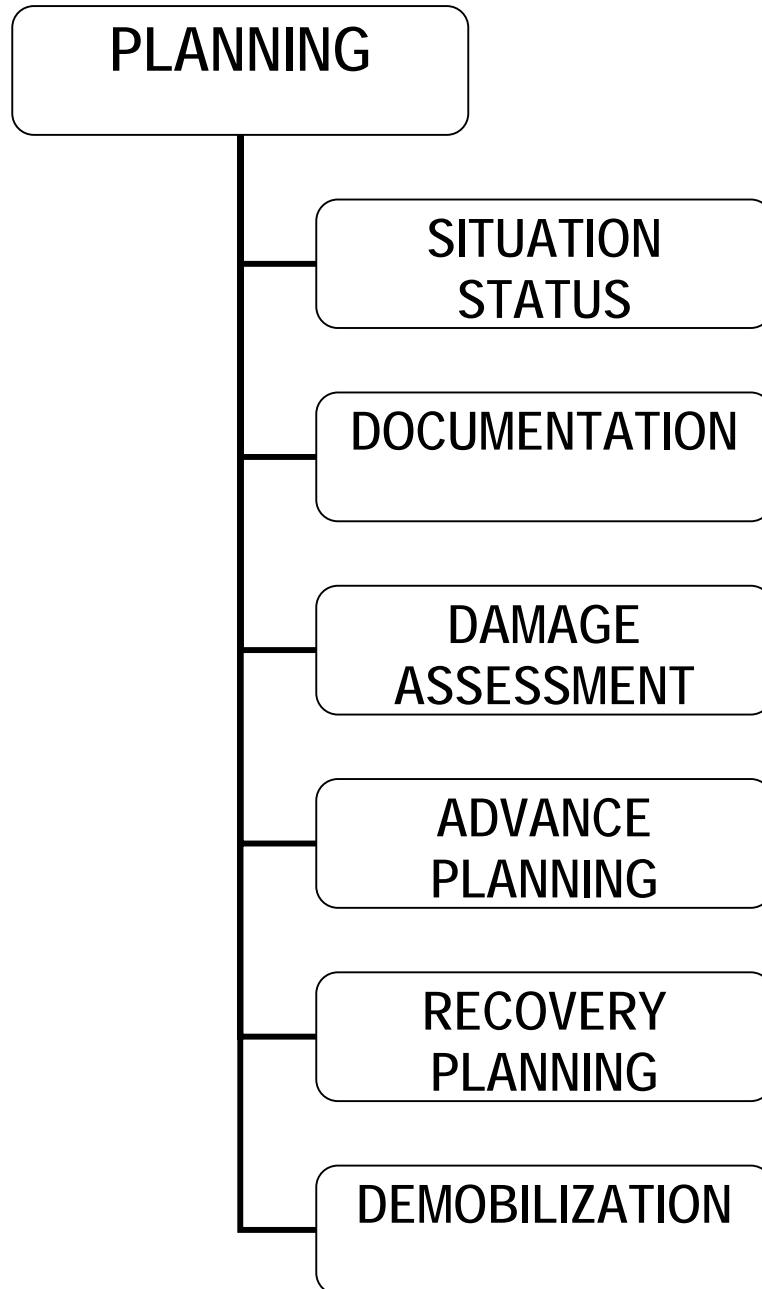 PLANNING
SITUATION
STATUS
DOCUMENTATION
DAMAGE
ASSESSMENT
ADVANCE
PLANNING
RECOVERY
PLANNING
DEMOBILIZATION